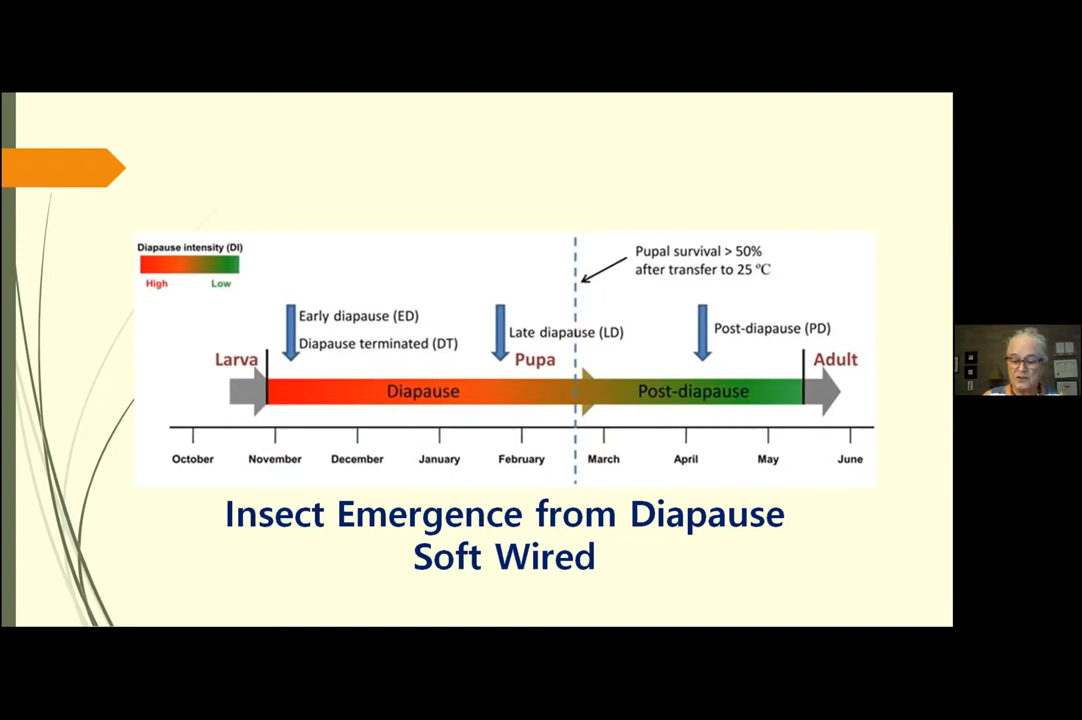 Diapause intensity (DI)
High Low
Pupal survival > 50%
after transfer to 25 ℃
Early diapause (ED)
Diapause terminated (DT)
Late diapause (LD)
Post-diapause (PD)
Larva
Pupa
Adult
Diapause
Post-diapause
October November December January February March April May June
Insect Emergence from Diapause
Soft Wired